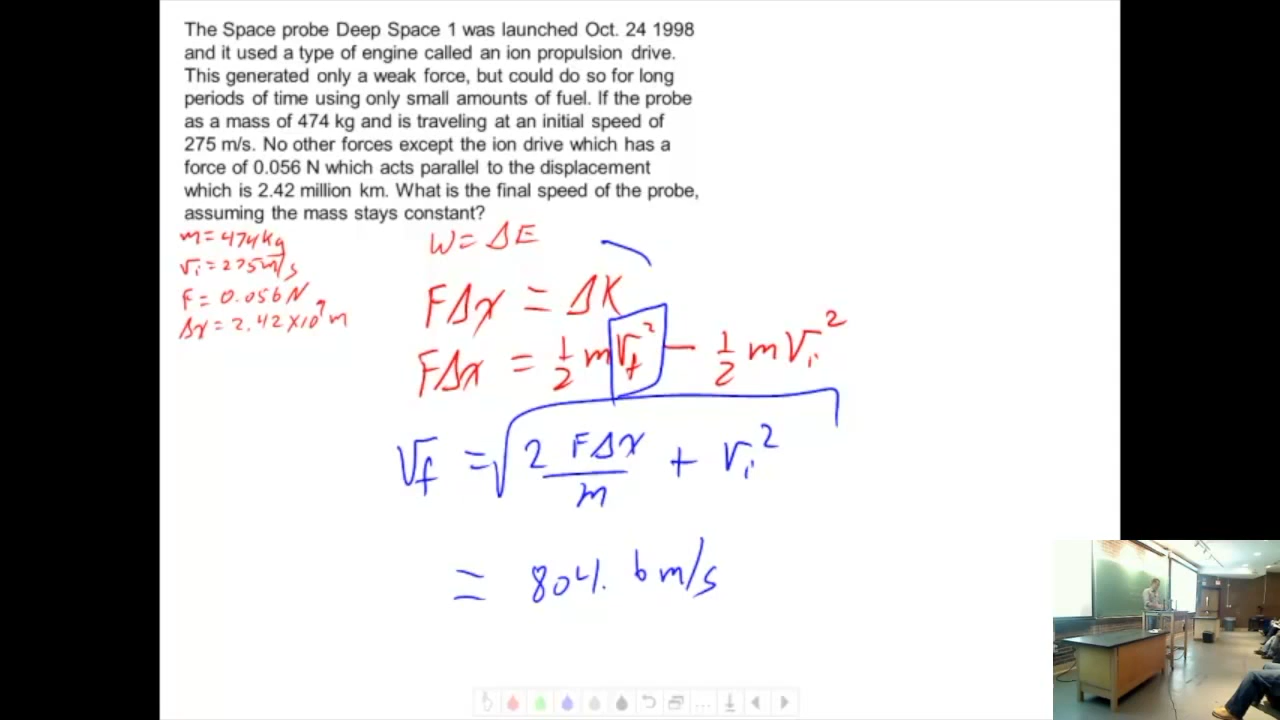 The Space probe Deep Space 1 was launched Oct. 24 1998
and it used a type of engine called an ion propulsion drive.
This generated only a weak force, but could do so for long
periods of time using only small amounts of fuel. If the probe
as a mass of 474 kg and is traveling at an initial speed of
275 m/s. No other forces except the ion drive which has a
force of 0.056 N which acts parallel to the displacement
which is 2.42 million km. What is the final speed of the probe,
assuming the mass stays constant?
m = 474 kg
vᵢ = 275 m/s
F = 0.056 N
Δx = 2.42 × 10⁹ m
W = ΔE
FΔx = ΔK
FΔx = ½ m v_f² − ½ m vᵢ²
v_f = √(2 FΔx / m + vᵢ²)
= 804.6 m/s